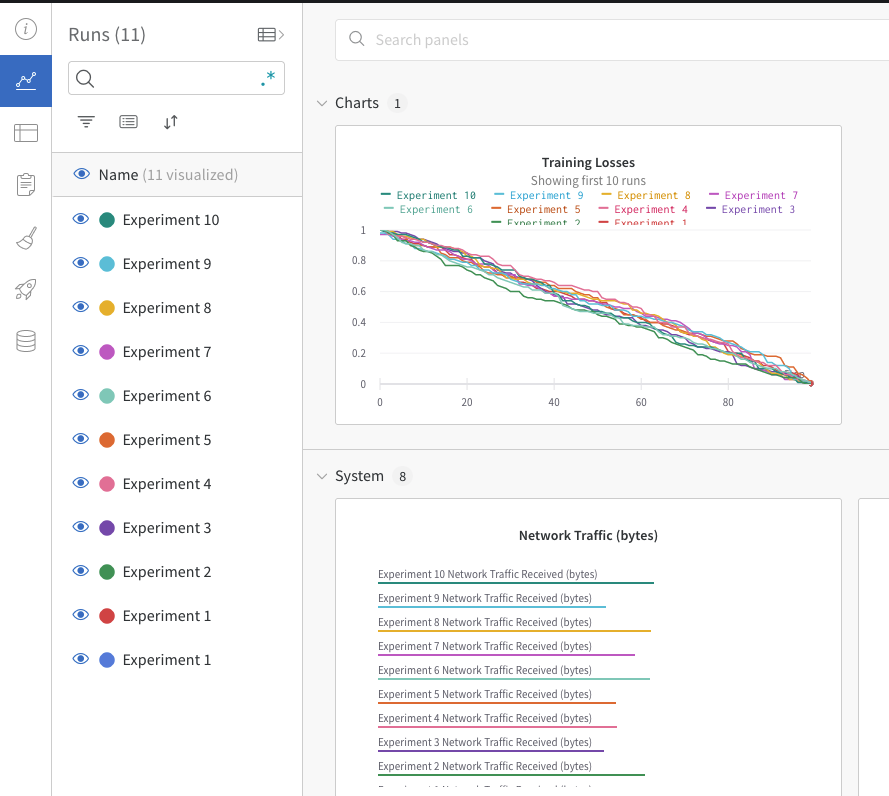 Runs (11)
.*
Name (11 visualized)
Experiment 10
Experiment 9
Experiment 8
Experiment 7
Experiment 6
Experiment 5
Experiment 4
Experiment 3
Experiment 2
Experiment 1
Experiment 1
Search panels
Charts 1
Training Losses
Showing first 10 runs
Experiment 10 Experiment 9 Experiment 8 Experiment 7
Experiment 6 Experiment 5 Experiment 4 Experiment 3
Experiment 2 Experiment 1
1
0.8
0.6
0.4
0.2
0
0 20 40 60 80
System 8
Network Traffic (bytes)
Experiment 10 Network Traffic Received (bytes)
Experiment 9 Network Traffic Received (bytes)
Experiment 8 Network Traffic Received (bytes)
Experiment 7 Network Traffic Received (bytes)
Experiment 6 Network Traffic Received (bytes)
Experiment 5 Network Traffic Received (bytes)
Experiment 4 Network Traffic Received (bytes)
Experiment 3 Network Traffic Received (bytes)
Experiment 2 Network Traffic Received (bytes)